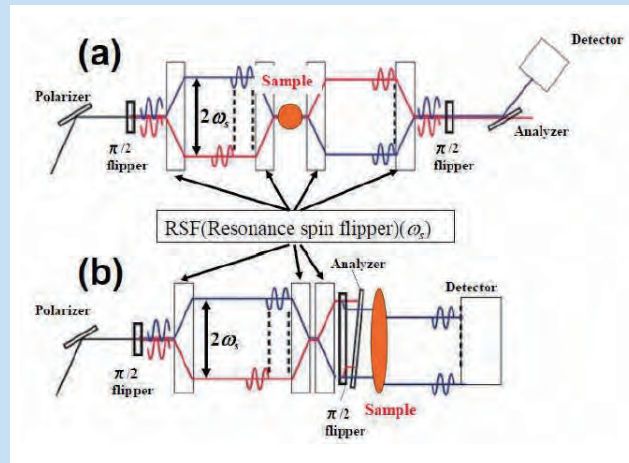 (a)
Detector
Sample
Polarizer
2ωs
π/2
flipper
π/2
flipper
Analyzer
RSF(Resonance spin flipper)(ωs)
(b)
Analyzer
Detector
Polarizer
2ωs
π/2
flipper
π/2
flipper
Sample